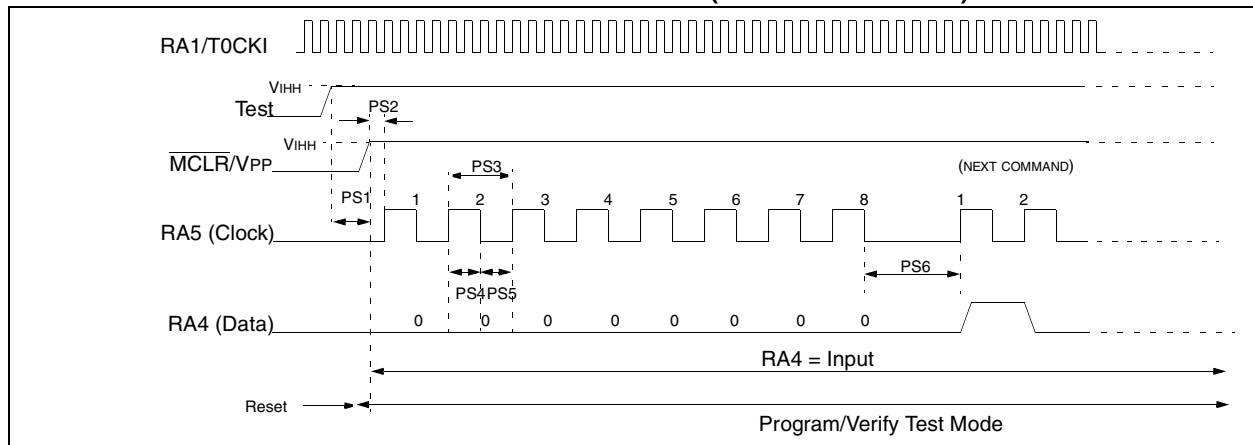 RA1/T0CKI
VIHH
Test
PS2
VIHH
MCLR/VPP
PS3
(NEXT COMMAND)
PS1
1 2 3 4 5 6 7 8 1 2
RA5 (Clock)
PS6
PS4 PS5
RA4 (Data)
0 0 0 0 0 0 0 0
RA4 = Input
Reset
Program/Verify Test Mode